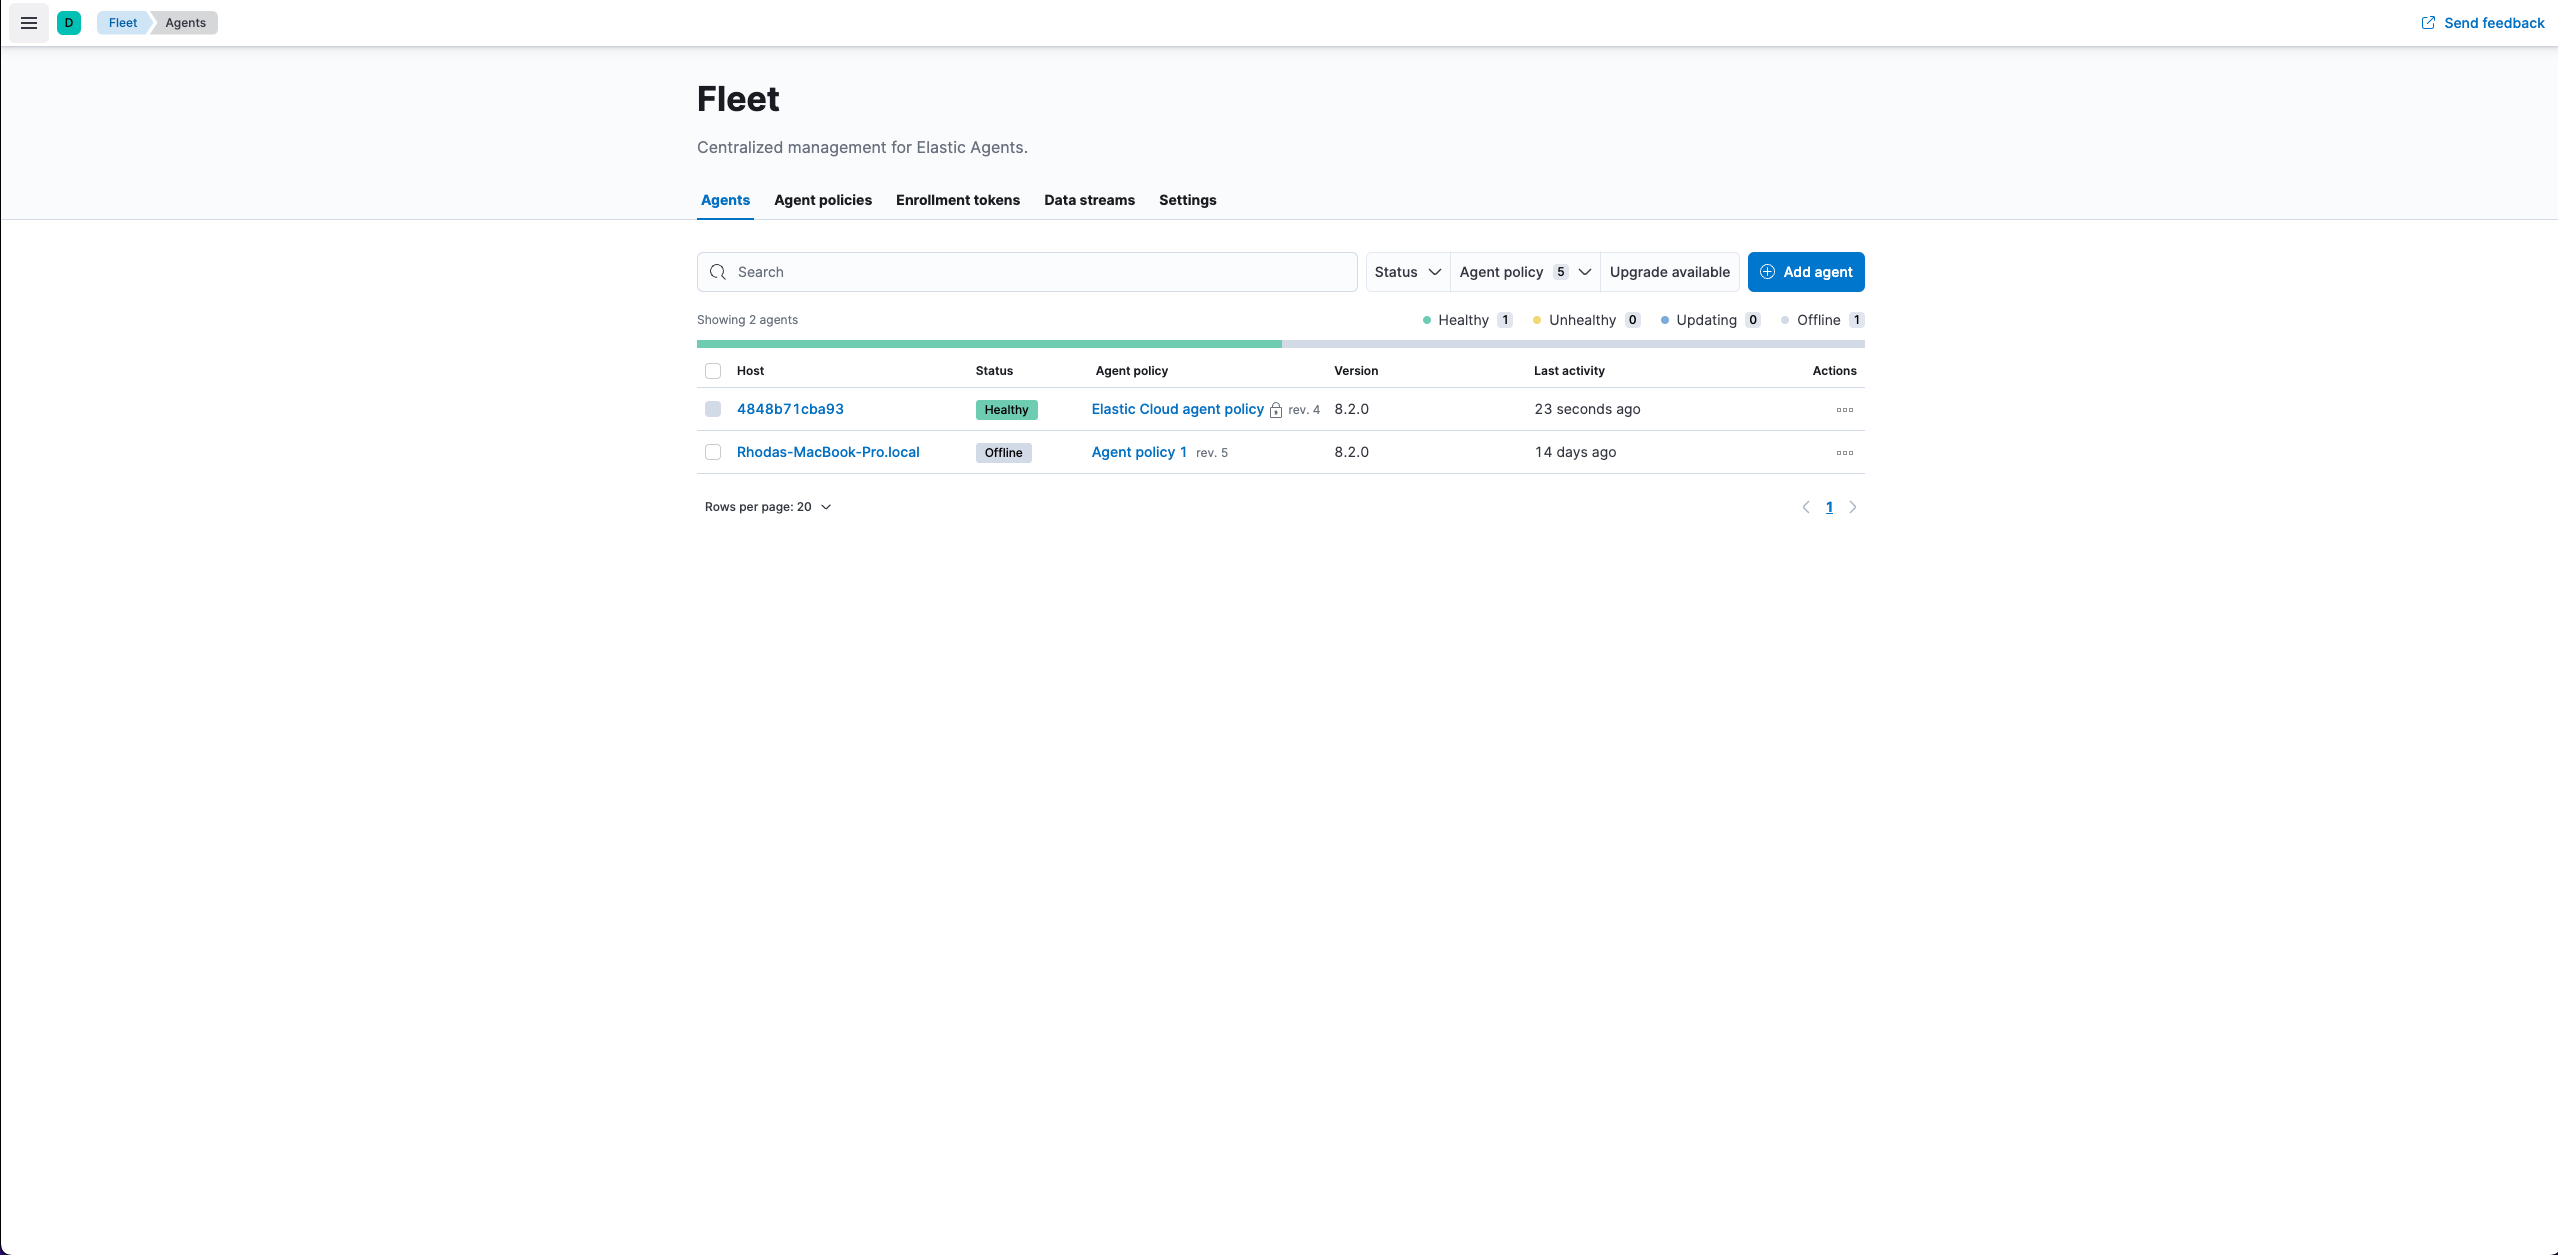 D Fleet Agents Send feedback
Fleet
Centralized management for Elastic Agents.
Agents Agent policies Enrollment tokens Data streams Settings
Search Status Agent policy 5 Upgrade available Add agent
Showing 2 agents Healthy 1 Unhealthy 0 Updating 0 Offline 1
Host Status Agent policy Version Last activity Actions
4848b71cba93 Healthy Elastic Cloud agent policy rev. 4 8.2.0 23 seconds ago
Rhodas-MacBook-Pro.local Offline Agent policy 1 rev. 5 8.2.0 14 days ago
Rows per page: 20 1